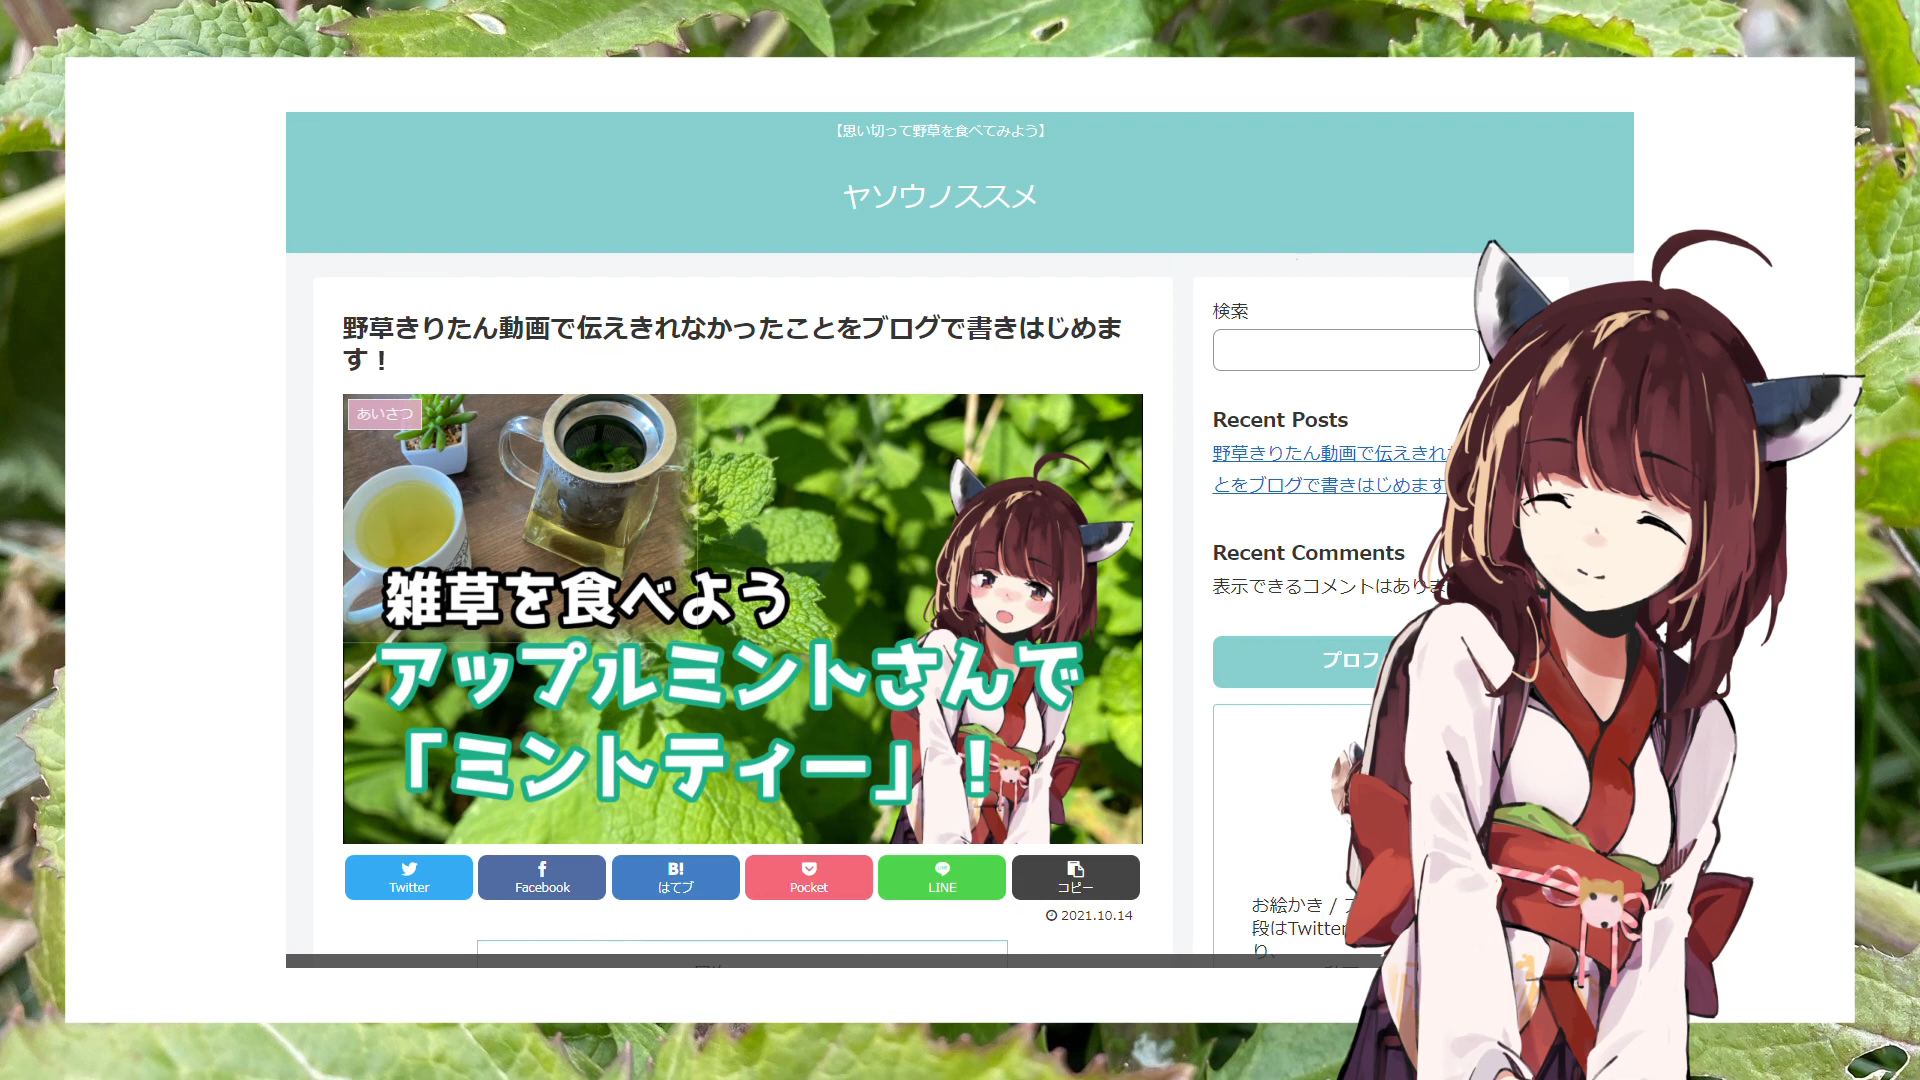 【思い切って野草を食べてみよう】
ヤソウノススメ
野草きりたん動画で伝えきれなかったことをブログで書きはじめま
す！
あいさつ
雑草を食べよう
アップルミントさんで
「ミントティー」！
Twitter
Facebook
B!
はてブ
Pocket
LINE
コピー
2021.10.14
検索
Recent Posts
野草きりたん動画で伝えきれ
とをブログで書きはじめます
Recent Comments
表示できるコメントはありま
プロフ
お絵かき /
段はTwitter
り、